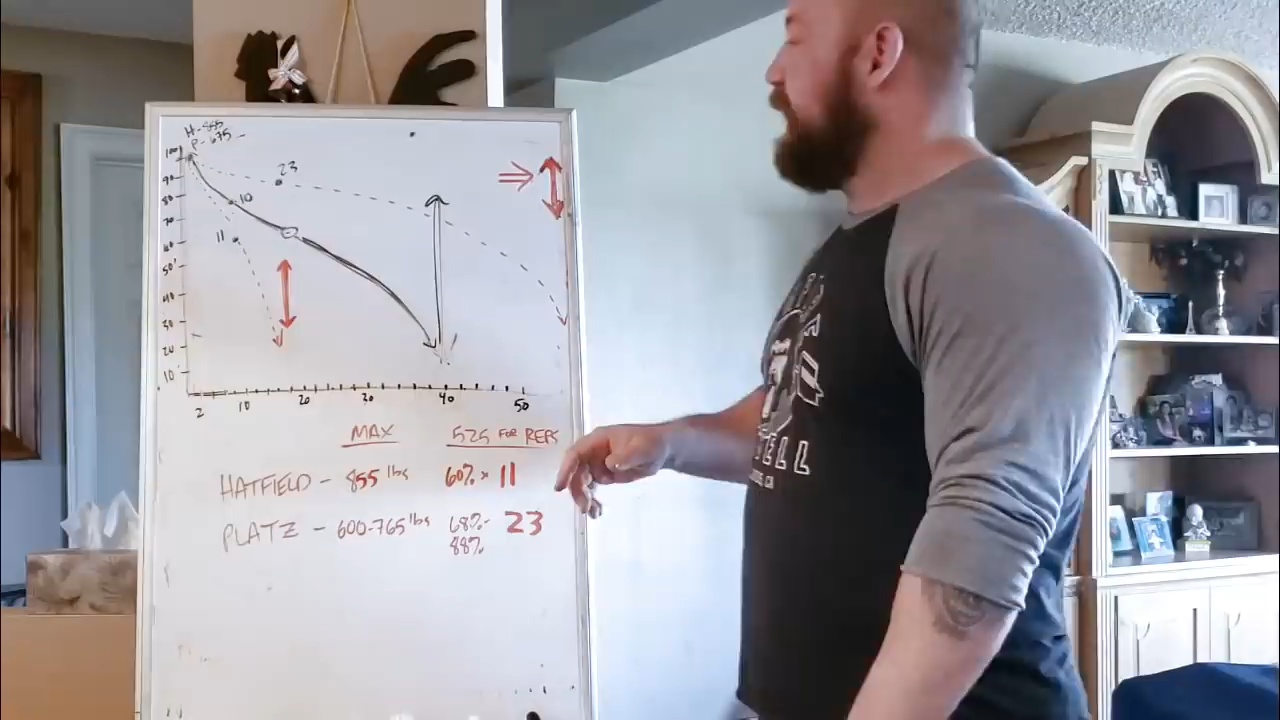 H-855
P-675
100
90
80
70
60
50
40
30
20
10
23
10
11
2 10 20 30 40 50
MAX 525 FOR REPS
HATFIELD - 855 lbs 60% × 11
PLATZ - 600-765 lbs 68%- 23
88%
ELL